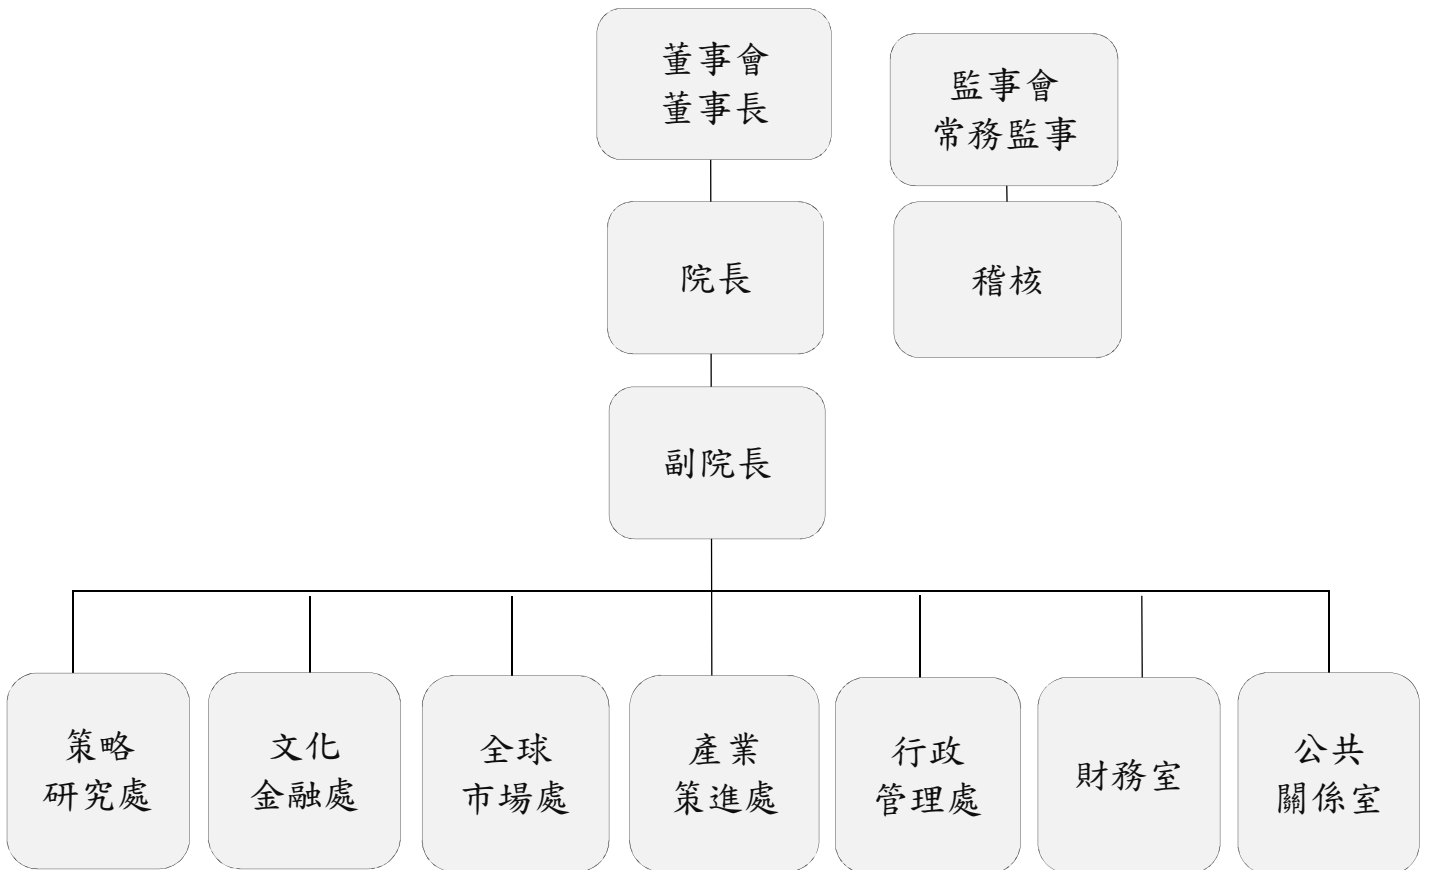 董事會
董事長
監事會
常務監事
院長
稽核
副院長
策略
研究處
文化
金融處
全球
市場處
產業
策進處
行政
管理處
財務室
公共
關係室